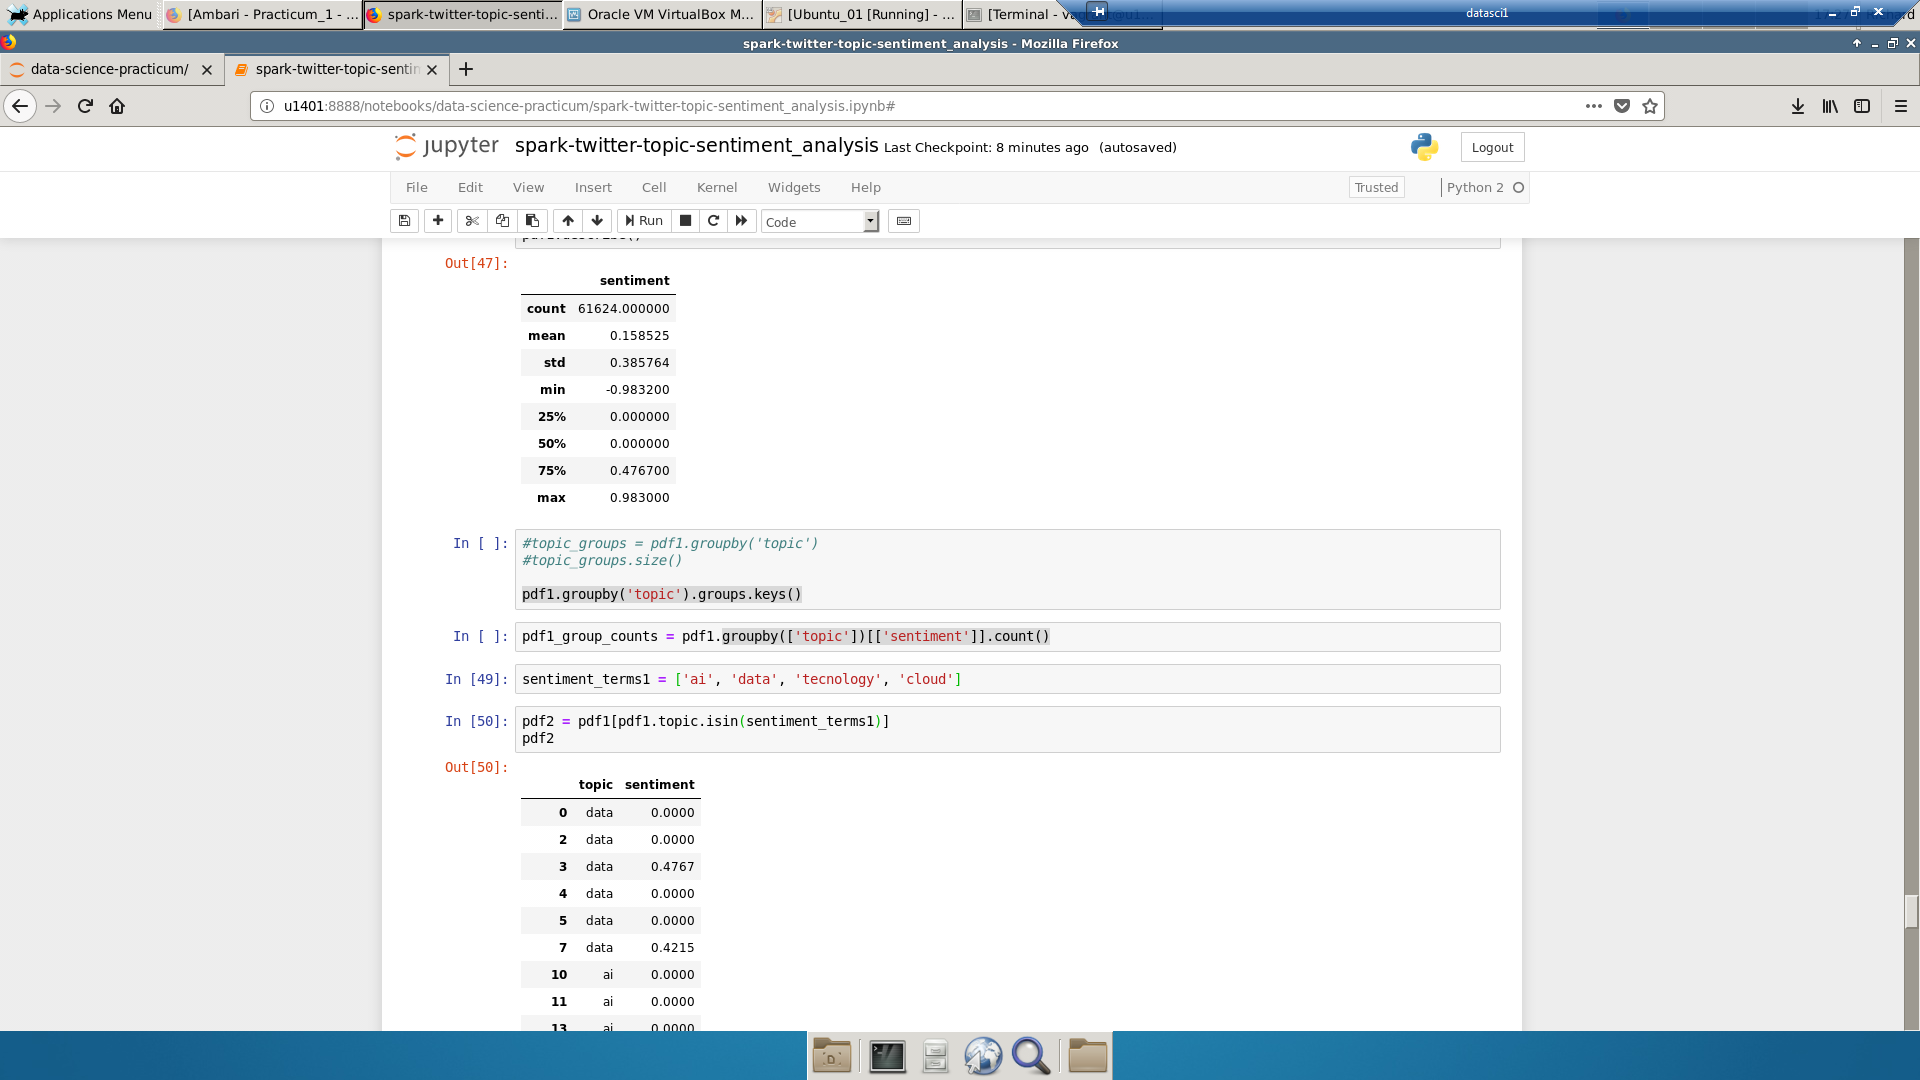 Applications Menu [Ambari - Practicum_1 - ... spark-twitter-topic-senti... Oracle VM VirtualBox M... [Ubuntu_01 [Running] - ... [Terminal - datasci1
spark-twitter-topic-sentiment_analysis - Mozilla Firefox
data-science-practicum/ spark-twitter-topic-sentin
u1401:8888/notebooks/data-science-practicum/spark-twitter-topic-sentiment_analysis.ipynb#
jupyter spark-twitter-topic-sentiment_analysis Last Checkpoint: 8 minutes ago (autosaved) Logout
File Edit View Insert Cell Kernel Widgets Help Trusted Python 2
Run Code
Out[47]:
sentiment
count 61624.000000
mean 0.158525
std 0.385764
min -0.983200
25% 0.000000
50% 0.000000
75% 0.476700
max 0.983000
In [ ]: #topic_groups = pdf1.groupby('topic')
#topic_groups.size()
pdf1.groupby('topic').groups.keys()
In [ ]: pdf1_group_counts = pdf1.groupby(['topic'])[['sentiment']].count()
In [49]: sentiment_terms1 = ['ai', 'data', 'tecnology', 'cloud']
In [50]: pdf2 = pdf1[pdf1.topic.isin(sentiment_terms1)]
pdf2
Out[50]:
topic sentiment
0 data 0.0000
2 data 0.0000
3 data 0.4767
4 data 0.0000
5 data 0.0000
7 data 0.4215
10 ai 0.0000
11 ai 0.0000
13 ai 0.0000